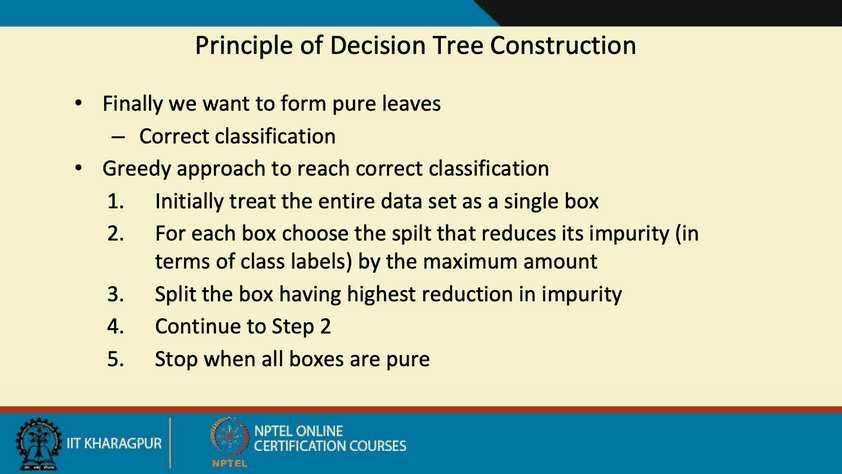 Principle of Decision Tree Construction
• Finally we want to form pure leaves
– Correct classification
• Greedy approach to reach correct classification
1. Initially treat the entire data set as a single box
2. For each box choose the spilt that reduces its impurity (in
terms of class labels) by the maximum amount
3. Split the box having highest reduction in impurity
4. Continue to Step 2
5. Stop when all boxes are pure
IIT KHARAGPUR
NPTEL
NPTEL ONLINE
CERTIFICATION COURSES